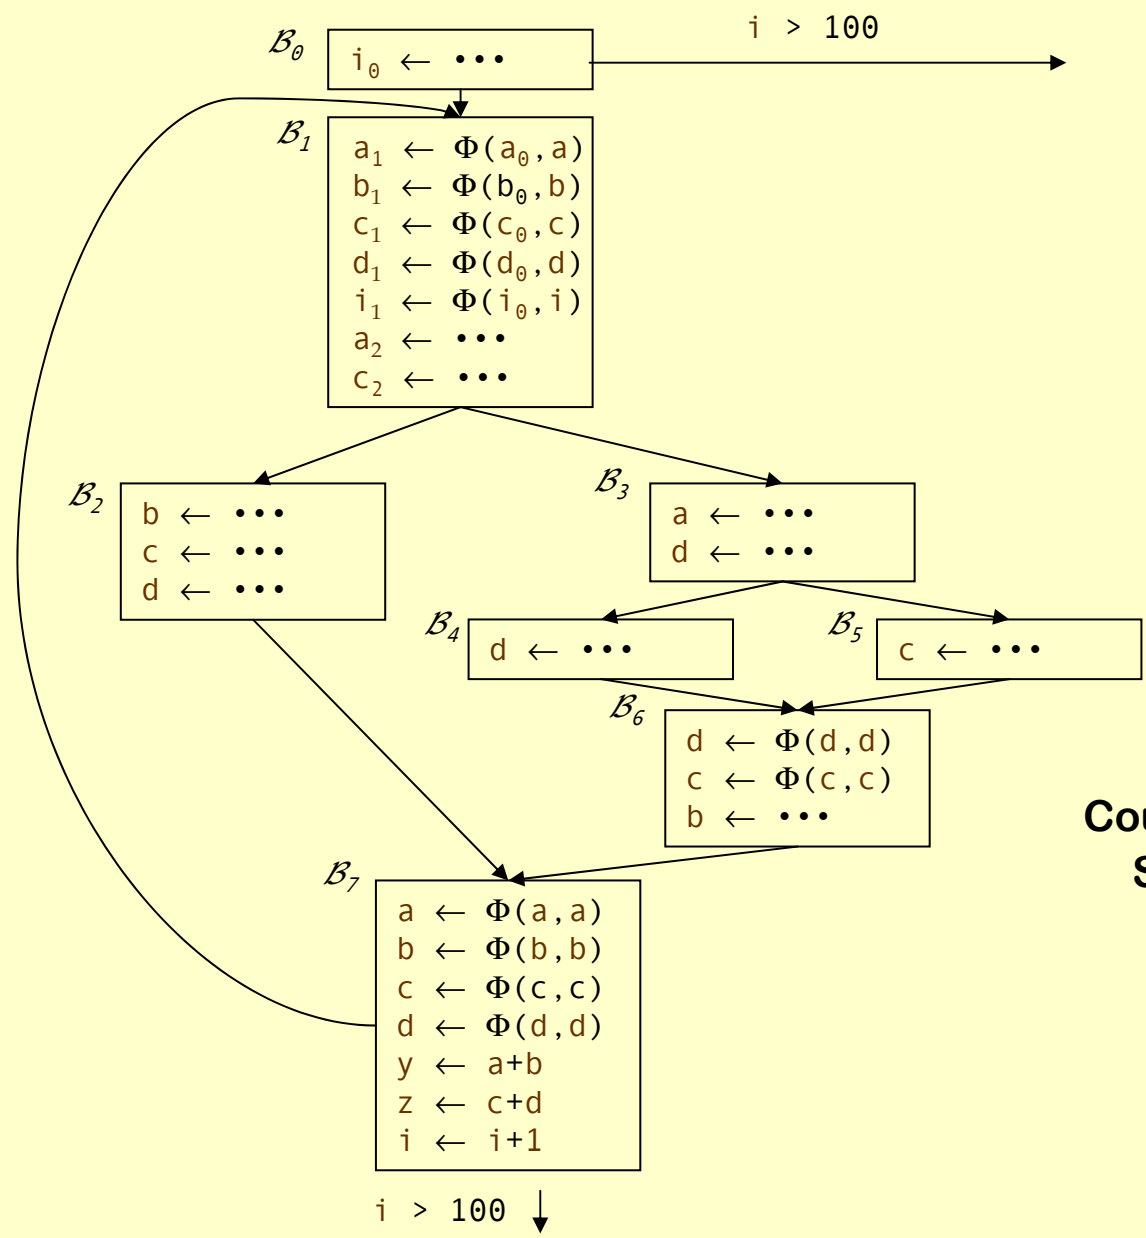 i > 100
ℬ₀
i₀ ← •••
ℬ₁
a₁ ← Φ(a₀,a)
b₁ ← Φ(b₀,b)
c₁ ← Φ(c₀,c)
d₁ ← Φ(d₀,d)
i₁ ← Φ(i₀,i)
a₂ ← •••
c₂ ← •••
ℬ₂
b ← •••
c ← •••
d ← •••
ℬ₃
a ← •••
d ← •••
ℬ₄
d ← •••
ℬ₅
c ← •••
ℬ₆
d ← Φ(d,d)
c ← Φ(c,c)
b ← •••
Cou
S
ℬ₇
a ← Φ(a,a)
b ← Φ(b,b)
c ← Φ(c,c)
d ← Φ(d,d)
y ← a+b
z ← c+d
i ← i+1
i > 100